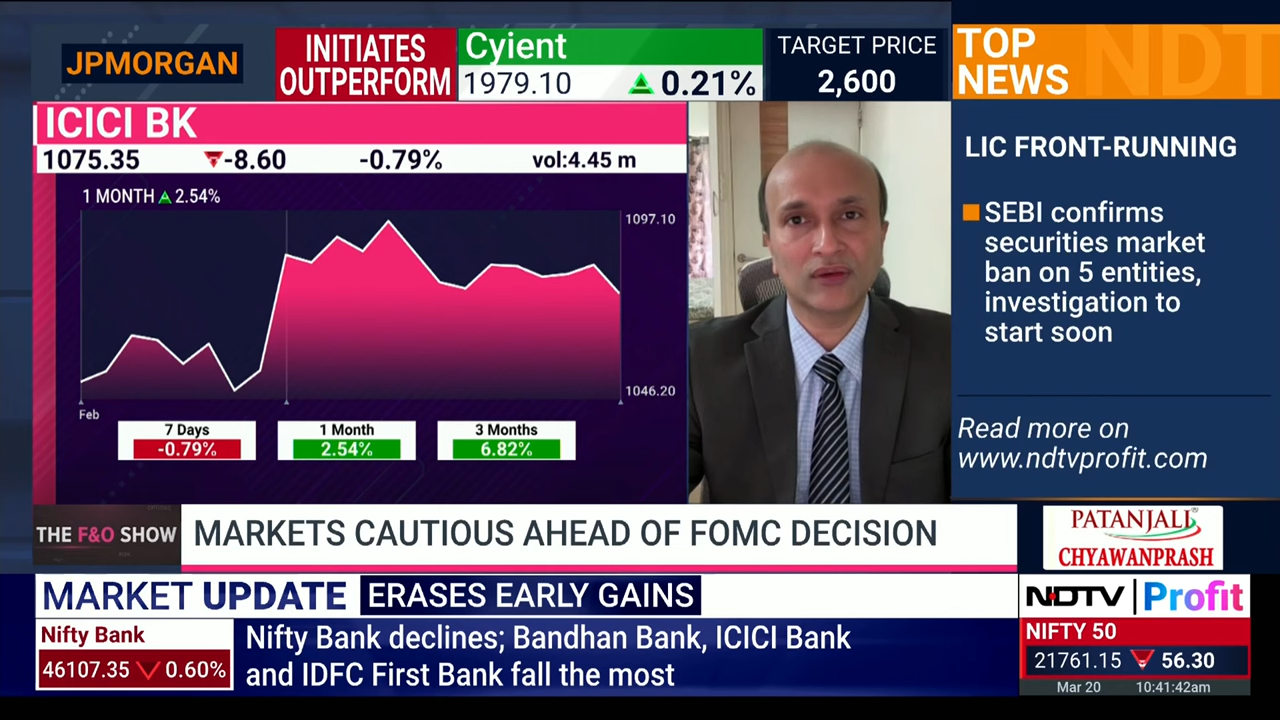 JPMORGAN
INITIATES
OUTPERFORM
Cyient
1979.10 0.21%
TARGET PRICE
2,600
TOP
NEWS
ICICI BK
1075.35 -8.60 -0.79% vol:4.45 m
1 MONTH 2.54%
1097.10
1046.20
Feb
7 Days
-0.79%
1 Month
2.54%
3 Months
6.82%
LIC FRONT-RUNNING
SEBI confirms
securities market
ban on 5 entities,
investigation to
start soon
Read more on
www.ndtvprofit.com
THE F&O SHOW
MARKETS CAUTIOUS AHEAD OF FOMC DECISION
PATANJALI
CHYAWANPRASH
MARKET UPDATE ERASES EARLY GAINS
NDTV Profit
Nifty Bank
46107.35 0.60%
Nifty Bank declines; Bandhan Bank, ICICI Bank
and IDFC First Bank fall the most
NIFTY 50
21761.15 56.30
Mar 20 10:41:42am